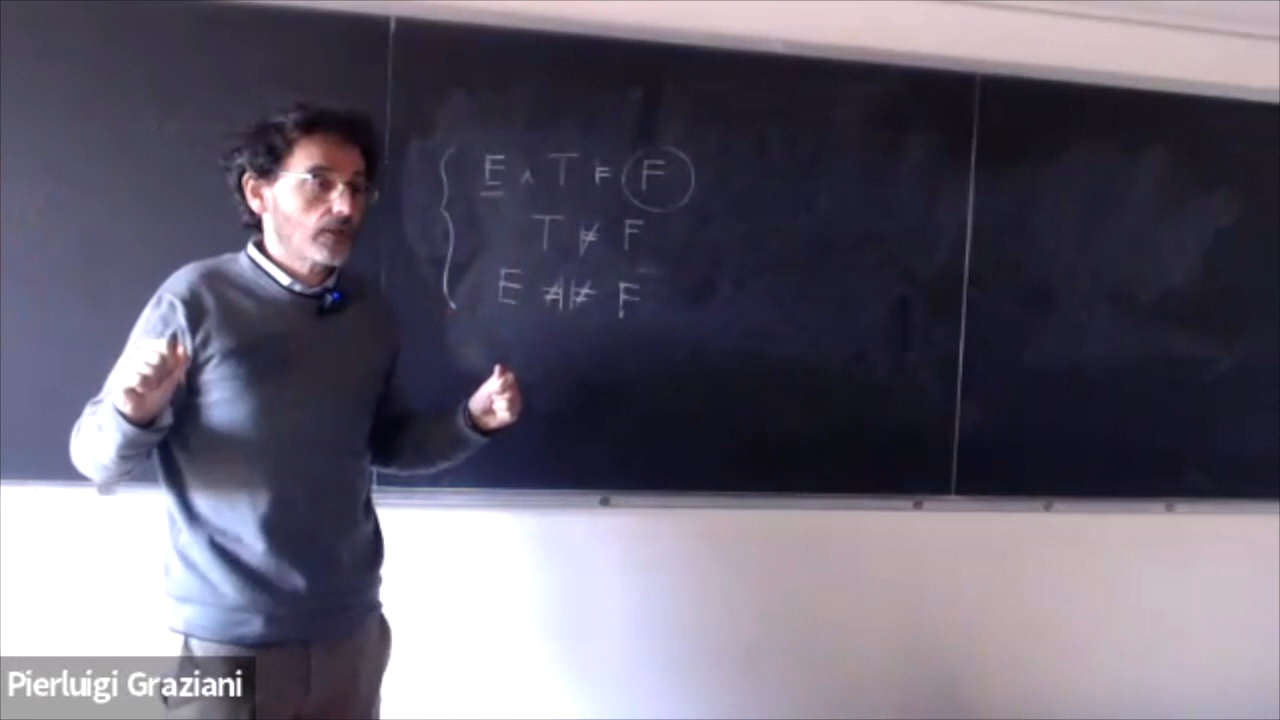 E ∧ T ⊨ F
T ⊭ F
E ⊭ F
Pierluigi Graziani